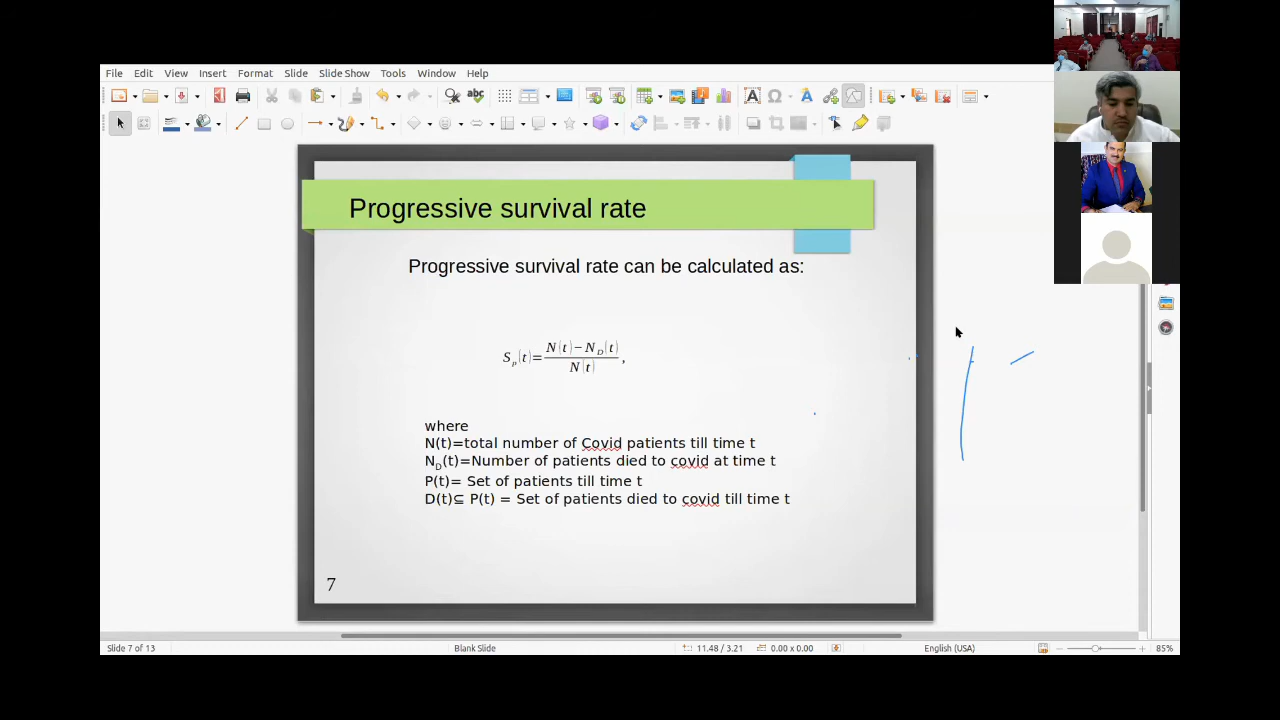 File Edit View Insert Format Slide Slide Show Tools Window Help
abc
Progressive survival rate
Progressive survival rate can be calculated as:
S_P(t)=(N(t)−N_D(t))/N(t),
where
N(t)=total number of Covid patients till time t
N_D(t)=Number of patients died to covid at time t
P(t)= Set of patients till time t
D(t)⊆ P(t) = Set of patients died to covid till time t
7
Slide 7 of 13 Blank Slide 11.48 / 3.21 0.00 x 0.00 English (USA) 85%